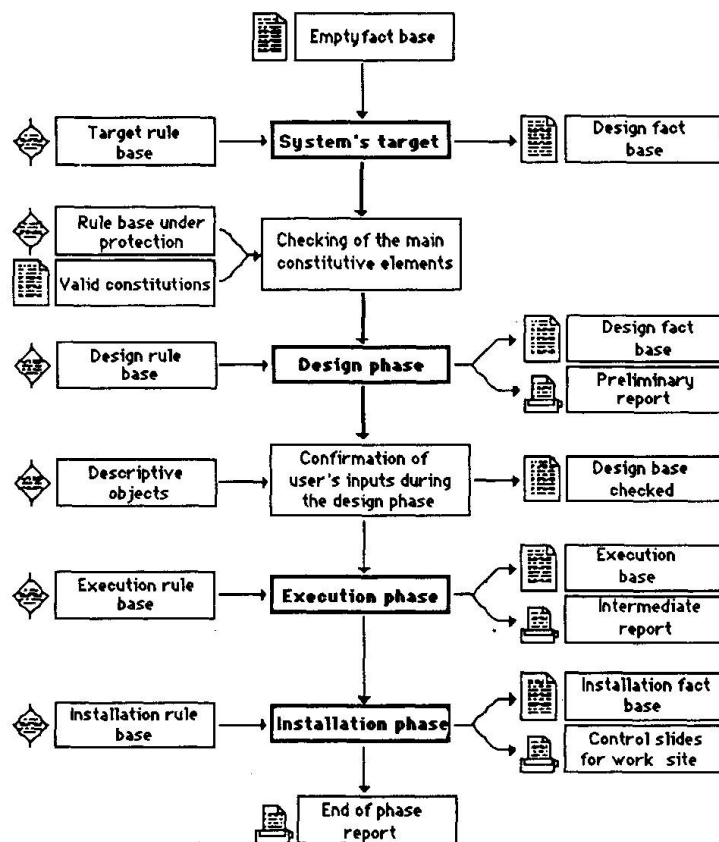 Empty fact base
Target rule
base
System's target
Design fact
base
Rule base under
protection
Valid constitutions
Checking of the main
constitutive elements
Design rule
base
Design phase
Design fact
base
Preliminary
report
Descriptive
objects
Confirmation of
user's inputs during
the design phase
Design base
checked
Execution rule
base
Execution phase
Execution
base
Intermediate
report
Installation rule
base
Installation phase
Installation fact
base
Control slides
for work site
End of phase
report